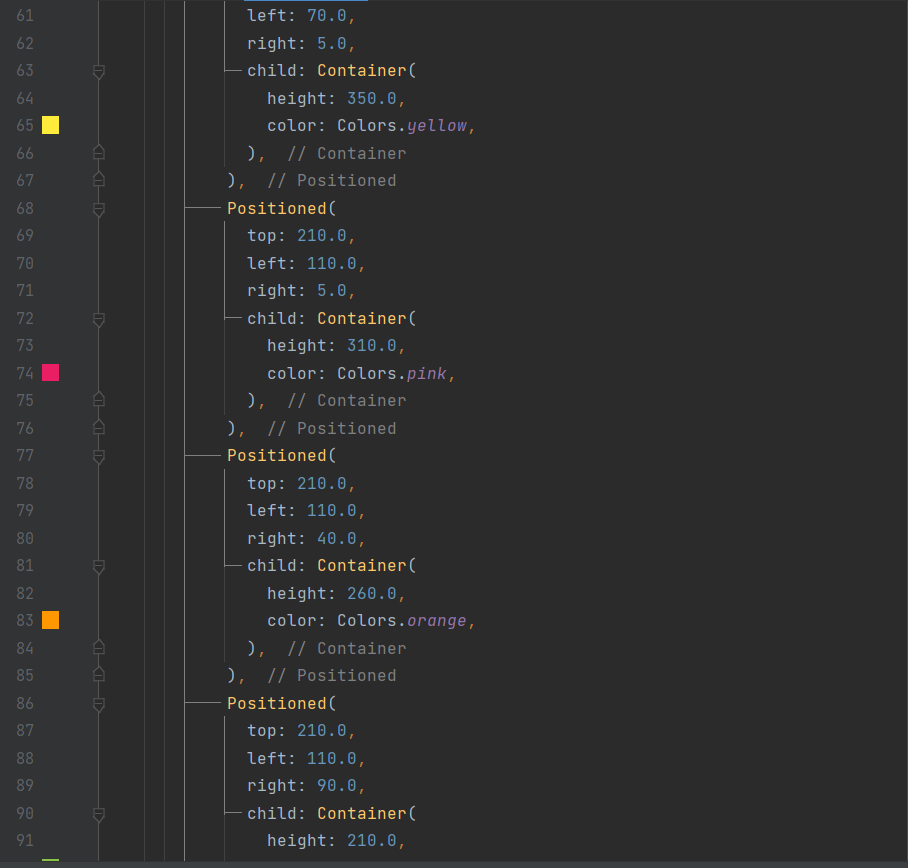 61 left: 70.0,
62 right: 5.0,
63 child: Container(
64 height: 350.0,
65 color: Colors.yellow,
66 ), // Container
67 ), // Positioned
68 Positioned(
69 top: 210.0,
70 left: 110.0,
71 right: 5.0,
72 child: Container(
73 height: 310.0,
74 color: Colors.pink,
75 ), // Container
76 ), // Positioned
77 Positioned(
78 top: 210.0,
79 left: 110.0,
80 right: 40.0,
81 child: Container(
82 height: 260.0,
83 color: Colors.orange,
84 ), // Container
85 ), // Positioned
86 Positioned(
87 top: 210.0,
88 left: 110.0,
89 right: 90.0,
90 child: Container(
91 height: 210.0,